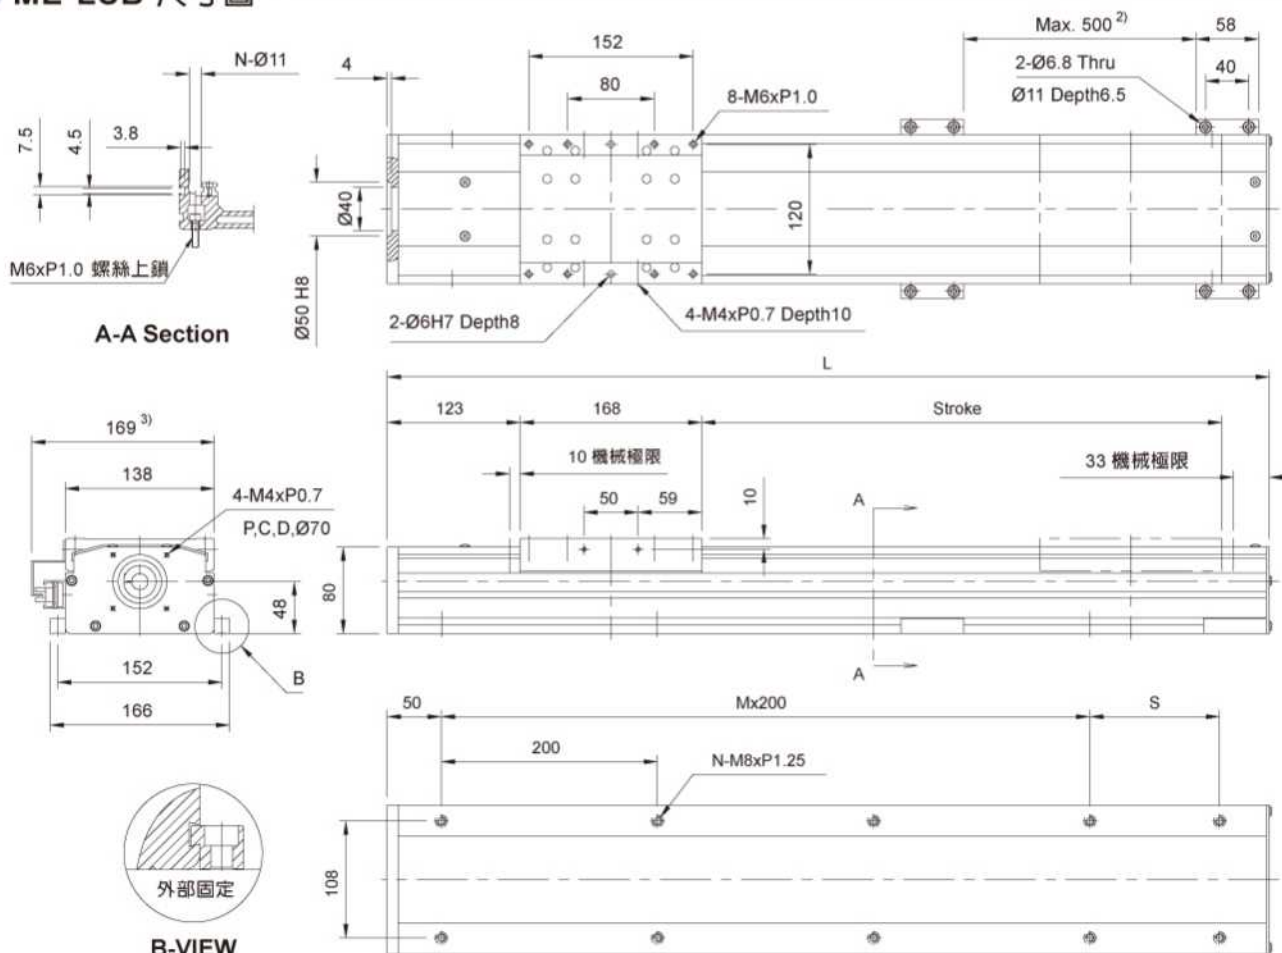 尺寸圖
N-Ø11
7.5
4.5
3.8
M6xP1.0 螺絲上鎖
A-A Section
4
152
80
8-M6xP1.0
Max. 500 2)
58
2-Ø6.8 Thru
40
Ø11 Depth6.5
Ø40
Ø50 H8
120
2-Ø6H7 Depth8
4-M4xP0.7 Depth10
L
123
168
Stroke
10 機械極限
33 機械極限
50
59
10
A
A
169 3)
138
4-M4xP0.7
P,C,D,Ø70
80
48
152
166
B
50
Mx200
S
200
N-M8xP1.25
108
外部固定
B-VIEW